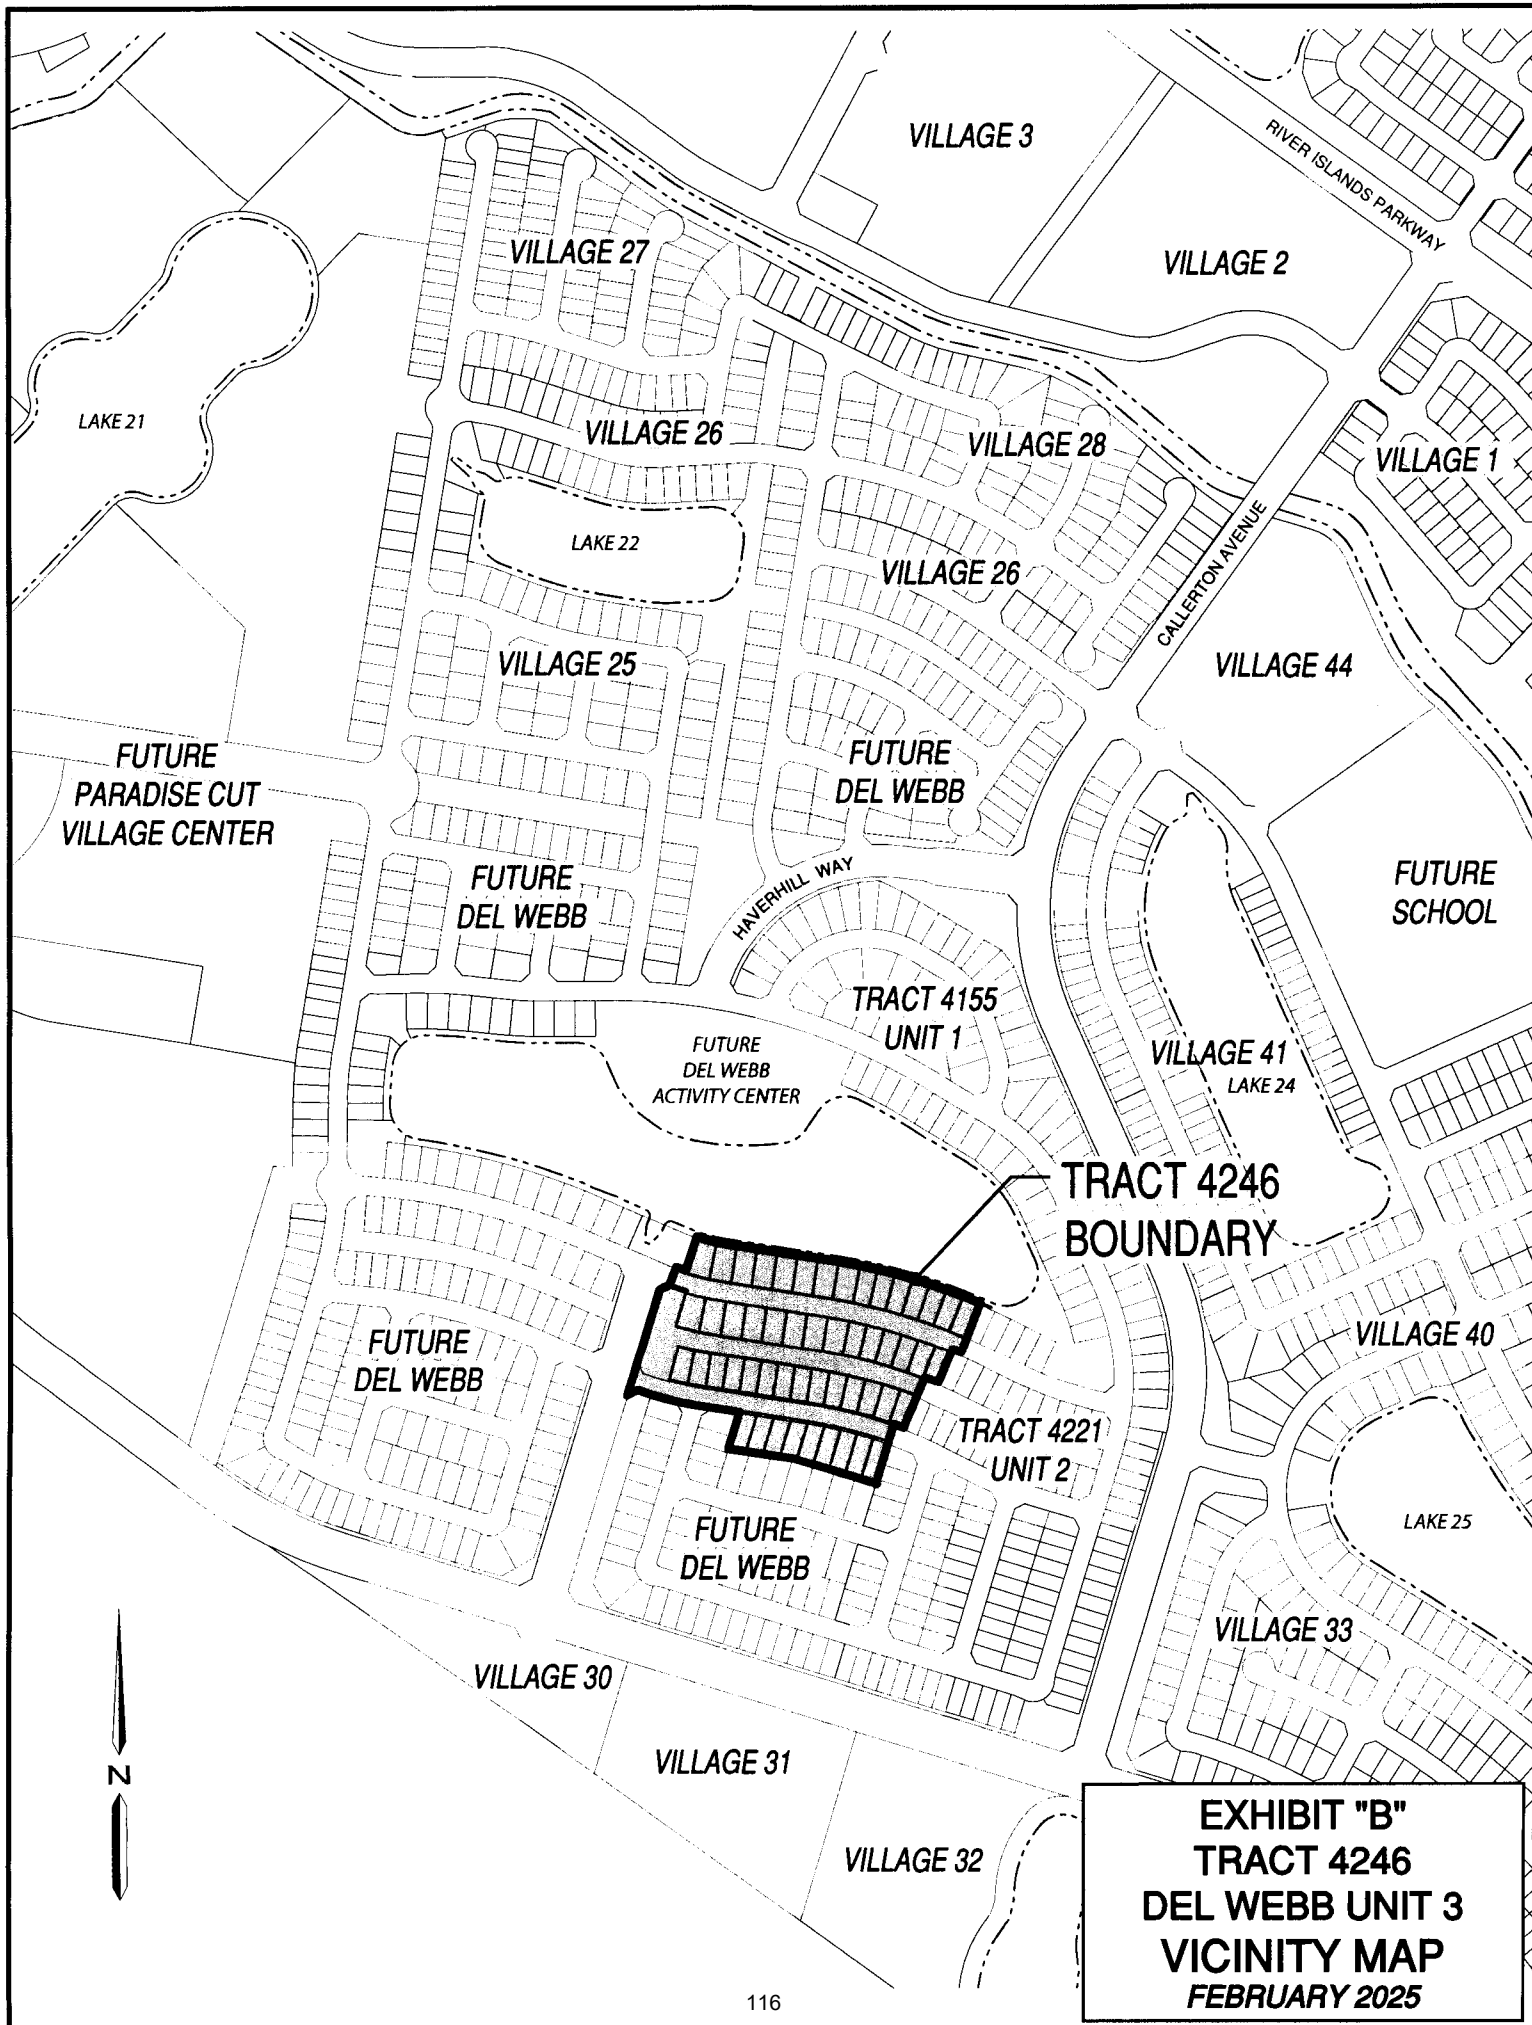 VILLAGE 3
RIVER ISLANDS PARKWAY
VILLAGE 27
VILLAGE 2
LAKE 21
VILLAGE 26
VILLAGE 28
VILLAGE 1
LAKE 22
VILLAGE 26
CALLERTON AVENUE
VILLAGE 25
VILLAGE 44
FUTURE
PARADISE CUT
VILLAGE CENTER
FUTURE
DEL WEBB
FUTURE
DEL WEBB
HAVERHILL WAY
FUTURE
SCHOOL
TRACT 4155
UNIT 1
FUTURE
DEL WEBB
ACTIVITY CENTER
VILLAGE 41
LAKE 24
TRACT 4246
BOUNDARY
FUTURE
DEL WEBB
VILLAGE 40
TRACT 4221
UNIT 2
LAKE 25
FUTURE
DEL WEBB
VILLAGE 33
VILLAGE 30
VILLAGE 31
N
VILLAGE 32
EXHIBIT "B"
TRACT 4246
DEL WEBB UNIT 3
VICINITY MAP
FEBRUARY 2025
116